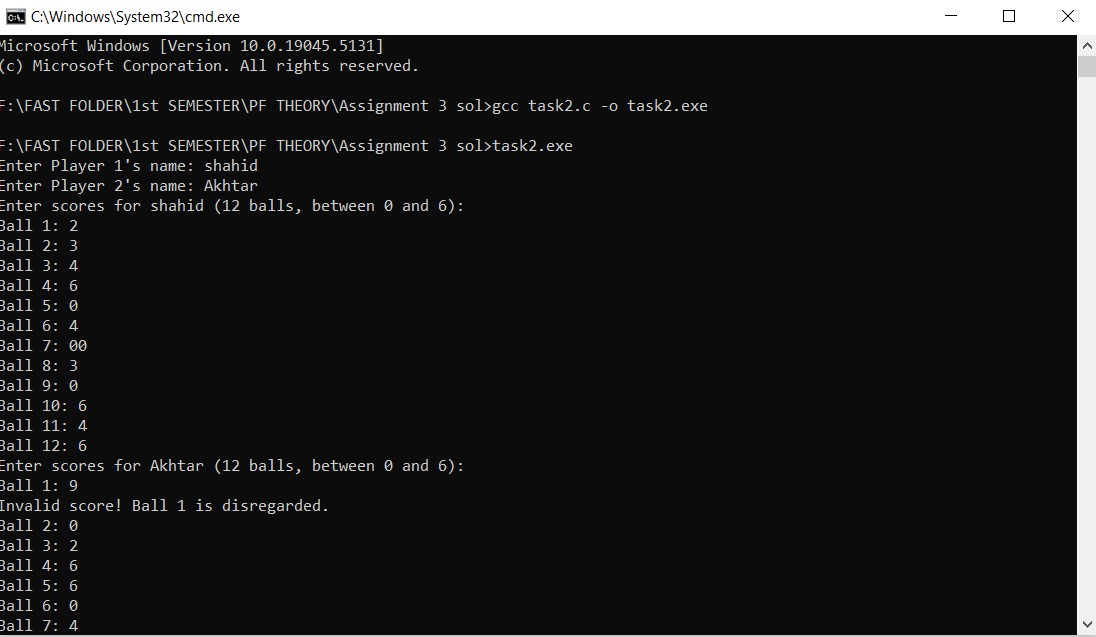 C:\Windows\System32\cmd.exe
Microsoft Windows [Version 10.0.19045.5131]
(c) Microsoft Corporation. All rights reserved.
F:\FAST FOLDER\1st SEMESTER\PF THEORY\Assignment 3 sol>gcc task2.c -o task2.exe
F:\FAST FOLDER\1st SEMESTER\PF THEORY\Assignment 3 sol>task2.exe
Enter Player 1's name: shahid
Enter Player 2's name: Akhtar
Enter scores for shahid (12 balls, between 0 and 6):
Ball 1: 2
Ball 2: 3
Ball 3: 4
Ball 4: 6
Ball 5: 0
Ball 6: 4
Ball 7: 00
Ball 8: 3
Ball 9: 0
Ball 10: 6
Ball 11: 4
Ball 12: 6
Enter scores for Akhtar (12 balls, between 0 and 6):
Ball 1: 9
Invalid score! Ball 1 is disregarded.
Ball 2: 0
Ball 3: 2
Ball 4: 6
Ball 5: 6
Ball 6: 0
Ball 7: 4